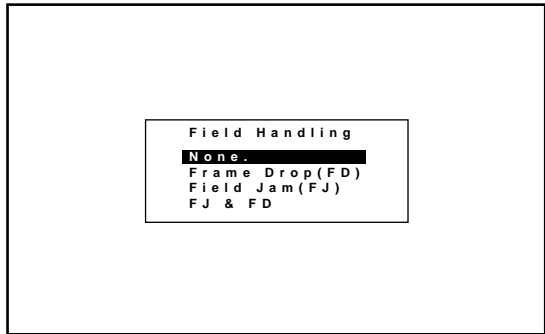 Field Handling
None.
Frame Drop(FD)
Field Jam(FJ)
FJ & FD